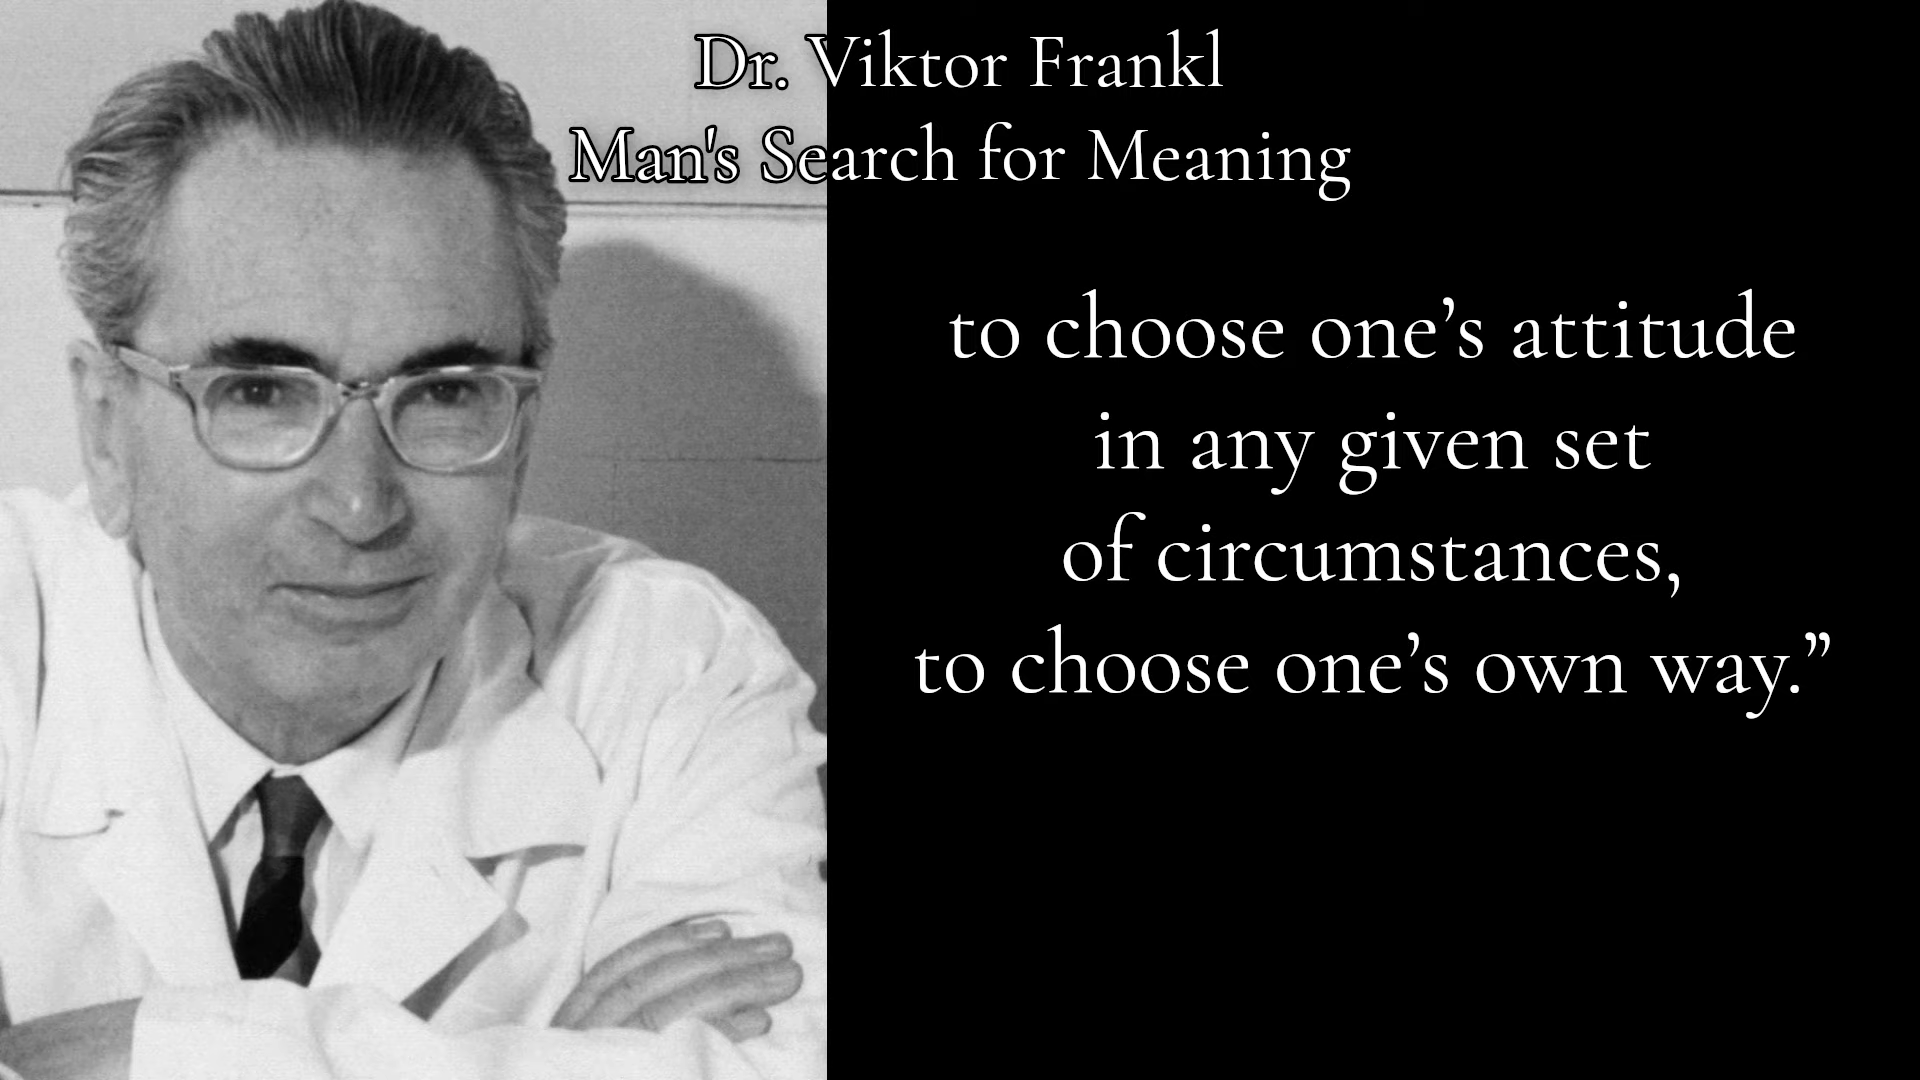 Dr. Viktor Frankl
Man's Search for Meaning
to choose one’s attitude
in any given set
of circumstances,
to choose one’s own way.”